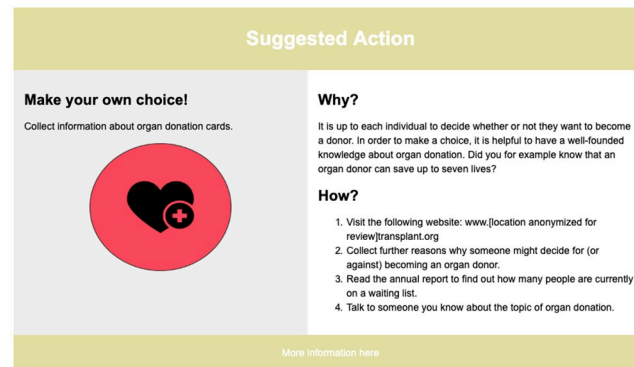 Suggested Action
Make your own choice!
Collect information about organ donation cards.
Why?
It is up to each individual to decide whether or not they want to become
a donor. In order to make a choice, it is helpful to have a well-founded
knowledge about organ donation. Did you for example know that an
organ donor can save up to seven lives?
How?
1. Visit the following website: www.[location anonymized for
review]transplant.org
2. Collect further reasons why someone might decide for (or
against) becoming an organ donor.
3. Read the annual report to find out how many people are currently
on a waiting list.
4. Talk to someone you know about the topic of organ donation.
More information here